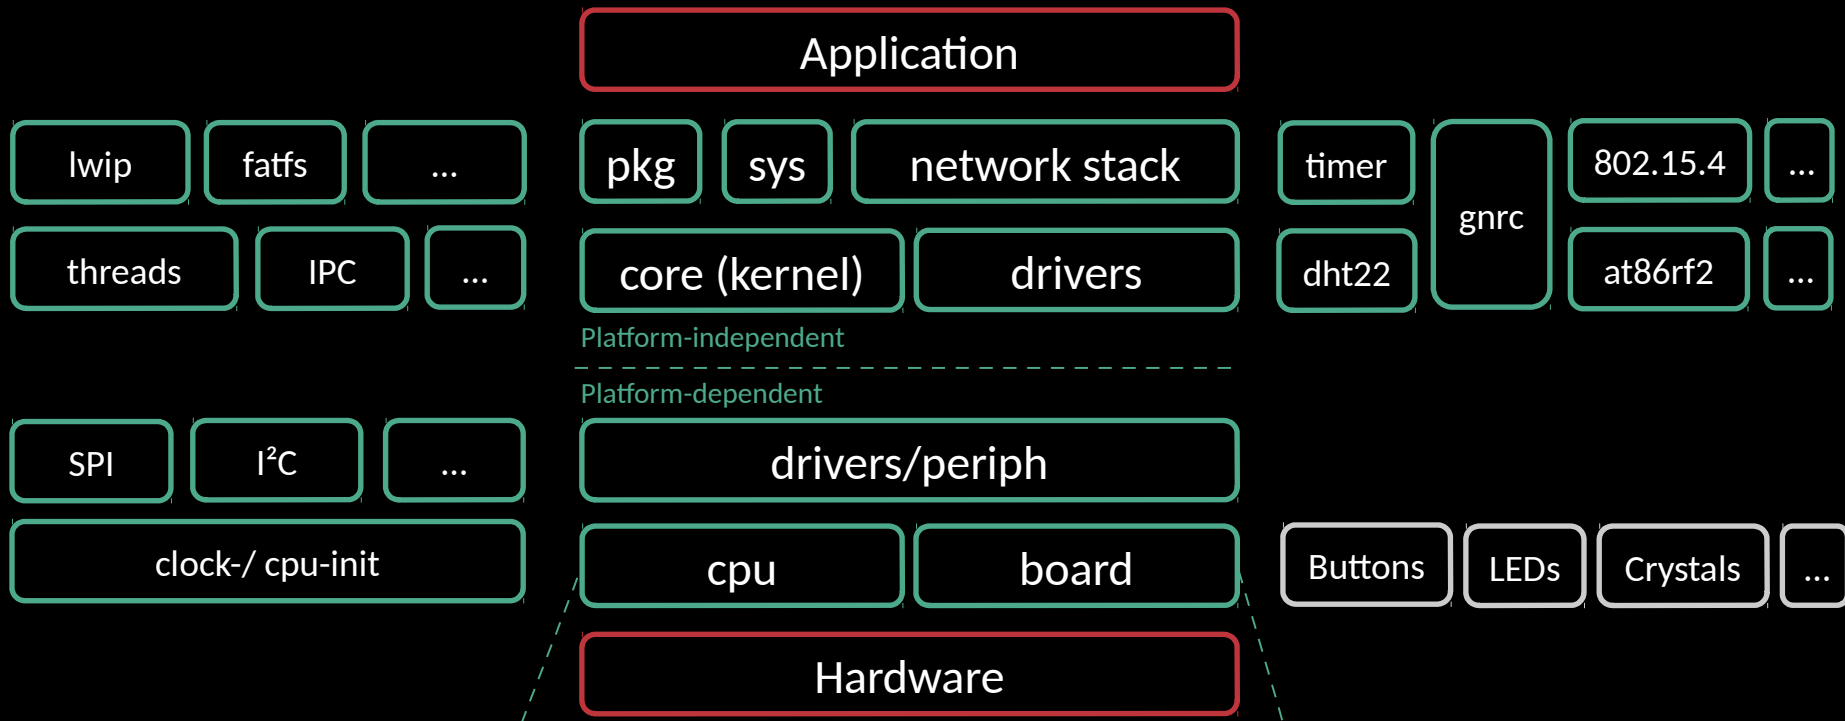 Application
lwip
fatfs
...
pkg
sys
network stack
timer
gnrc
802.15.4
...
threads
IPC
...
core (kernel)
drivers
dht22
at86rf2
...
Platform-independent
Platform-dependent
SPI
I²C
...
drivers/periph
clock-/ cpu-init
cpu
board
Buttons
LEDs
Crystals
...
Hardware